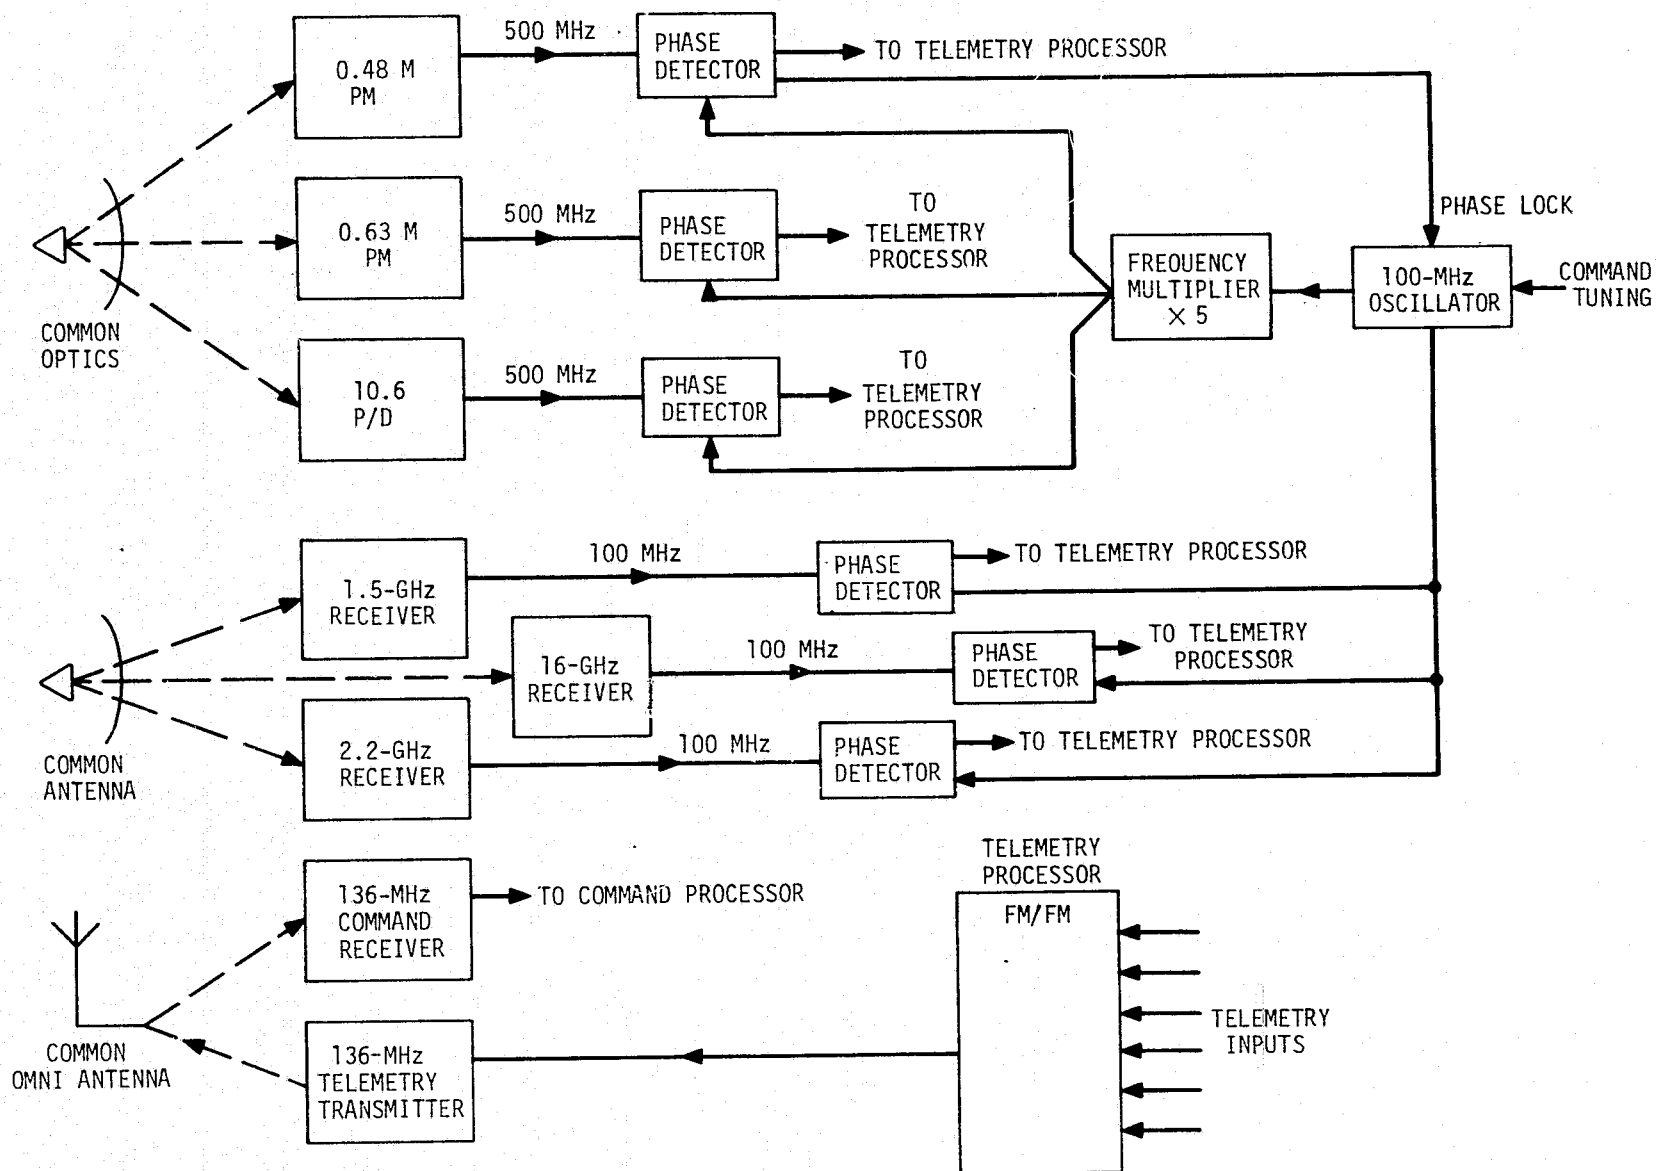 0.48 M
PM
500 MHz
PHASE
DETECTOR
TO TELEMETRY PROCESSOR
COMMON
OPTICS
0.63 M
PM
500 MHz
PHASE
DETECTOR
TO
TELEMETRY
PROCESSOR
FREQUENCY
MULTIPLIER
X 5
PHASE LOCK
100-MHz
OSCILLATOR
COMMAND
TUNING
10.6
P/D
500 MHz
PHASE
DETECTOR
TO
TELEMETRY
PROCESSOR
1.5-GHz
RECEIVER
100 MHz
PHASE
DETECTOR
TO TELEMETRY PROCESSOR
COMMON
ANTENNA
16-GHz
RECEIVER
100 MHz
PHASE
DETECTOR
TO TELEMETRY
PROCESSOR
2.2-GHz
RECEIVER
100 MHz
PHASE
DETECTOR
TO TELEMETRY PROCESSOR
136-MHz
COMMAND
RECEIVER
TO COMMAND PROCESSOR
COMMON
OMNI ANTENNA
136-MHz
TELEMETRY
TRANSMITTER
TELEMETRY
PROCESSOR
FM/FM
TELEMETRY
INPUTS